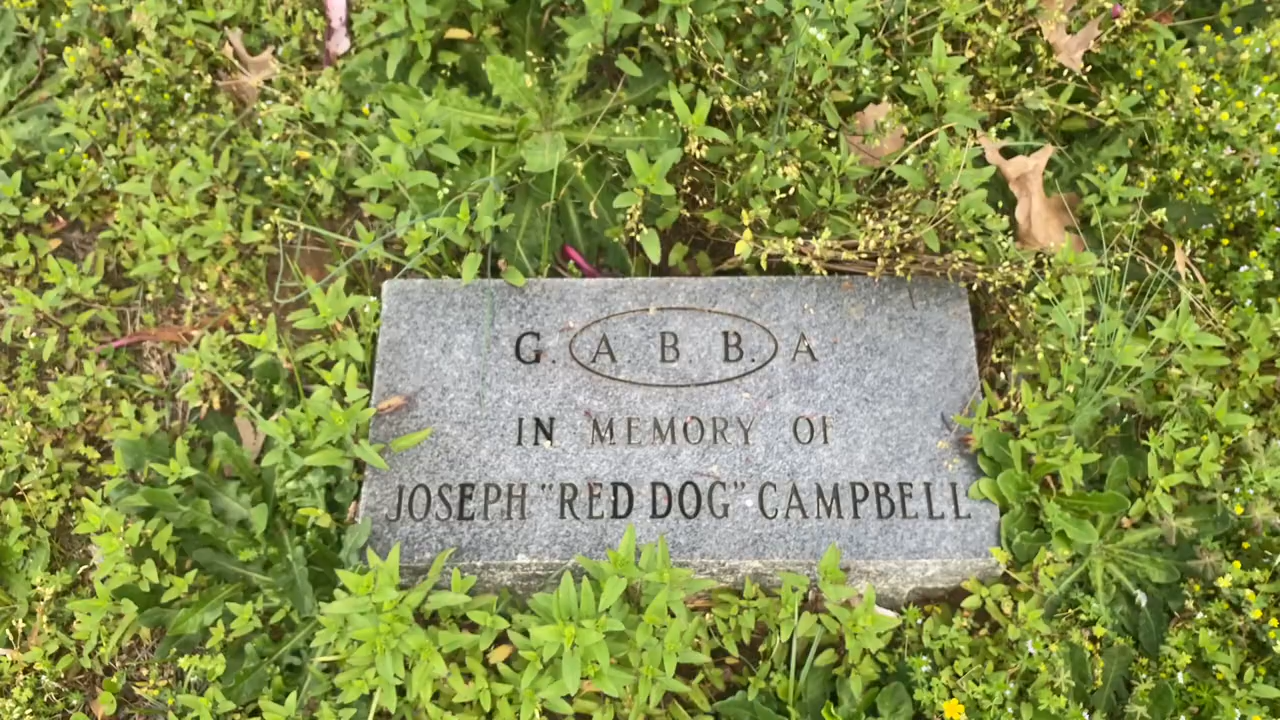 G. A B. B. A
IN MEMORY OF
JOSEPH "RED DOG" CAMPBELL